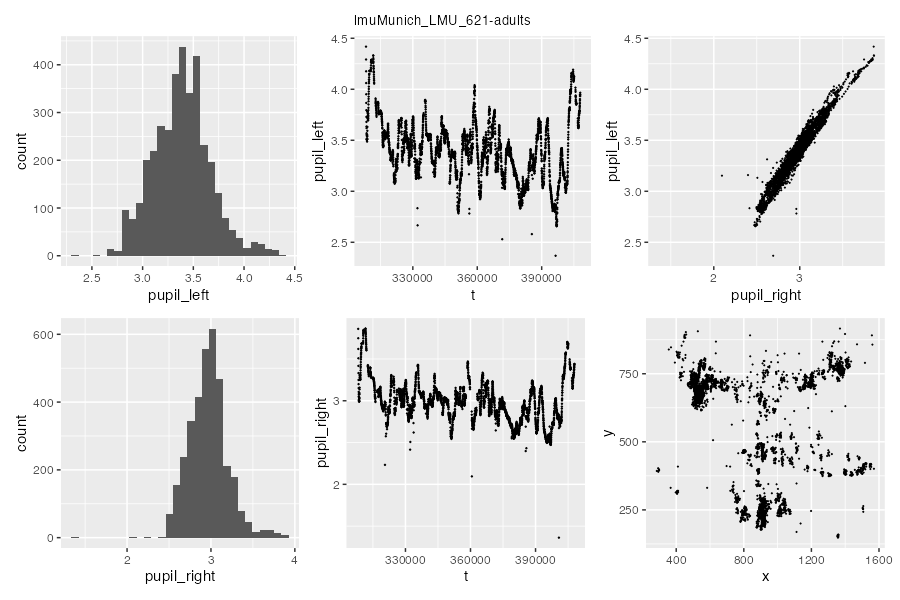 lmuMunich_LMU_621-adults
400
300
200
100
0
count
2.5 3.0 3.5 4.0 4.5
pupil_left
4.5
4.0
3.5
3.0
2.5
pupil_left
330000 360000 390000
t
4.5
4.0
3.5
3.0
2.5
pupil_left
2 3
pupil_right
600
400
200
0
count
2 3 4
pupil_right
3
2
pupil_right
330000 360000 390000
t
750
500
250
y
400 800 1200 1600
x